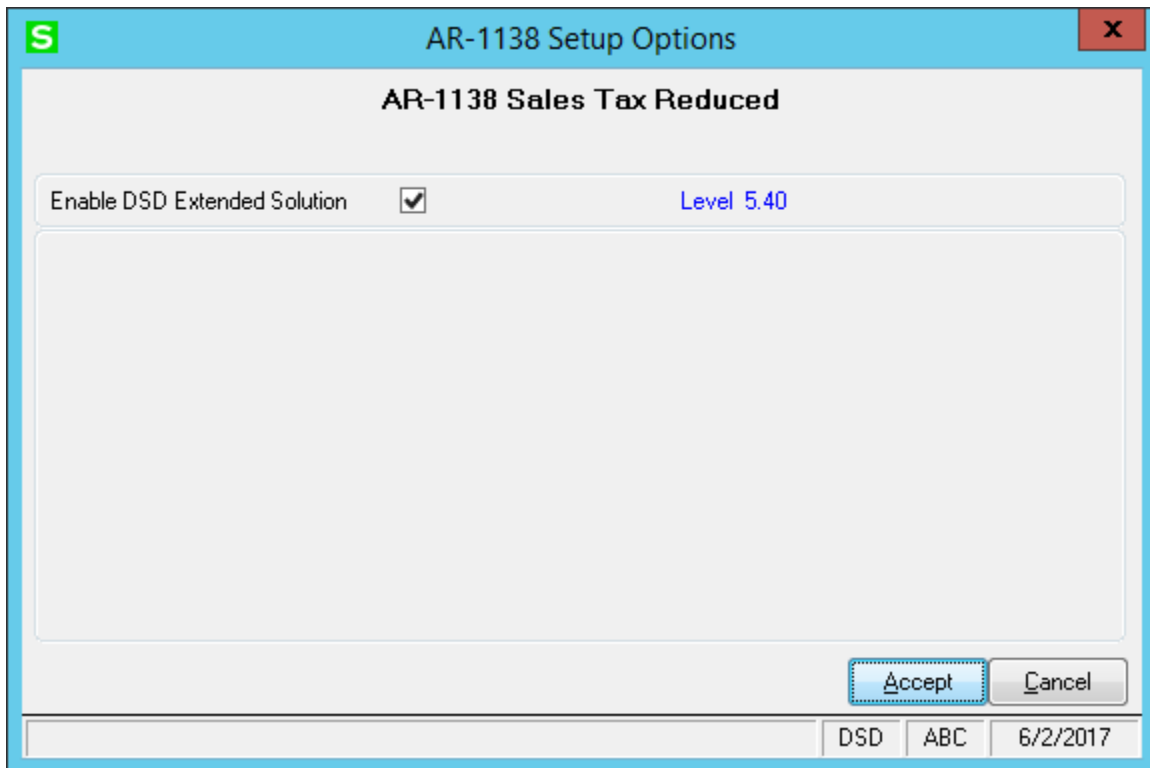 S AR-1138 Setup Options x
AR-1138 Sales Tax Reduced
Enable DSD Extended Solution Level 5.40
Accept Cancel
DSD ABC 6/2/2017